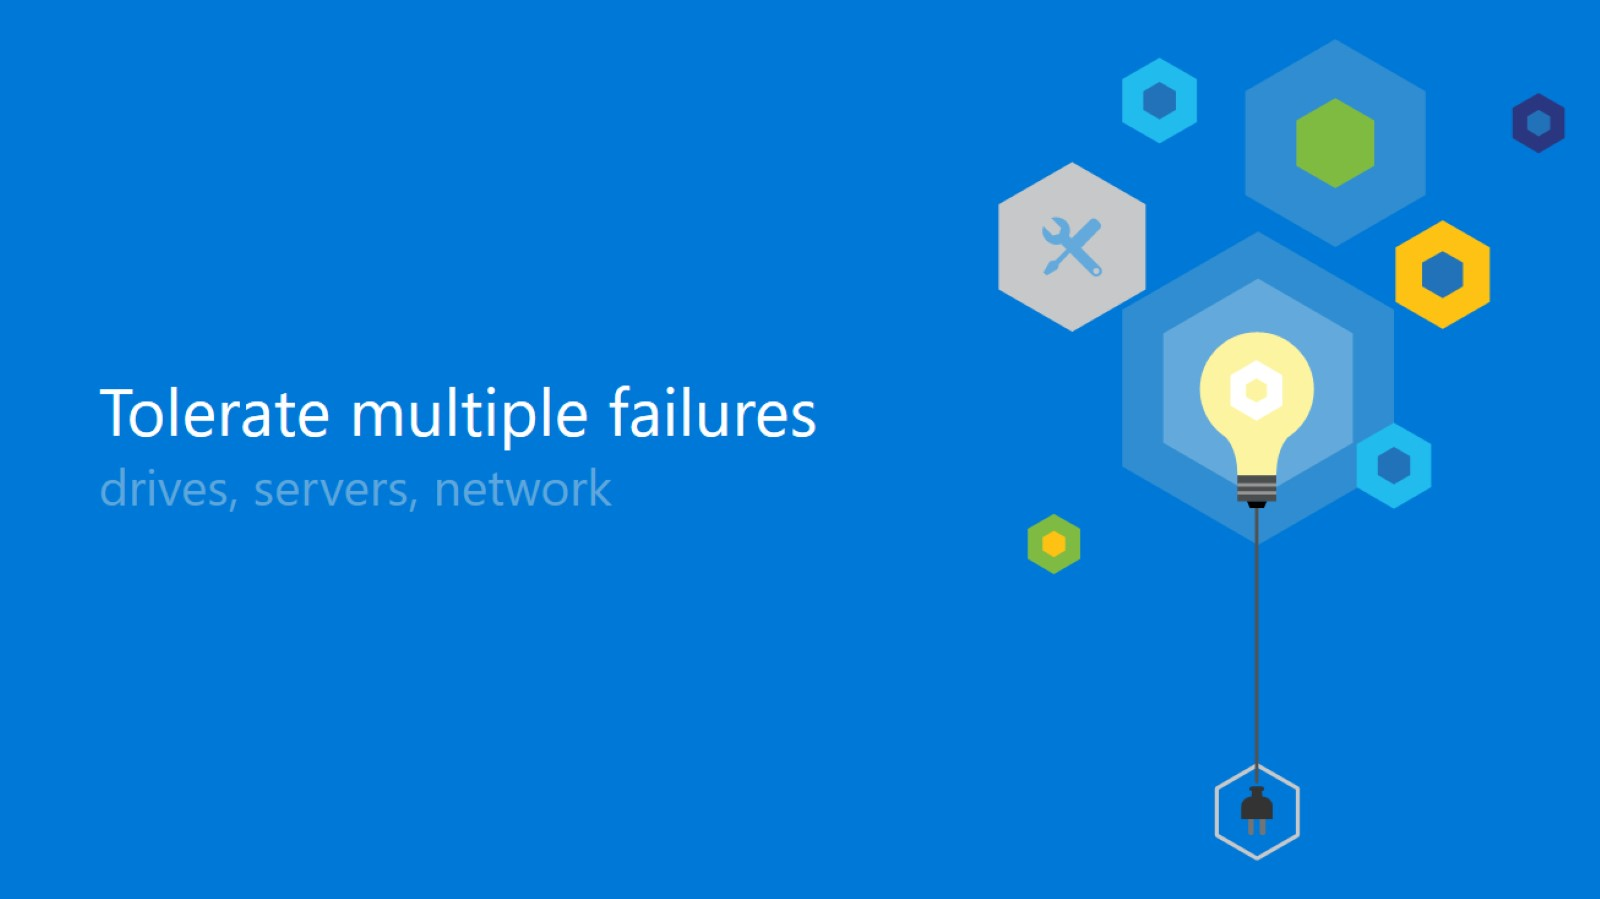 Tolerate multiple failures
drives, servers, network